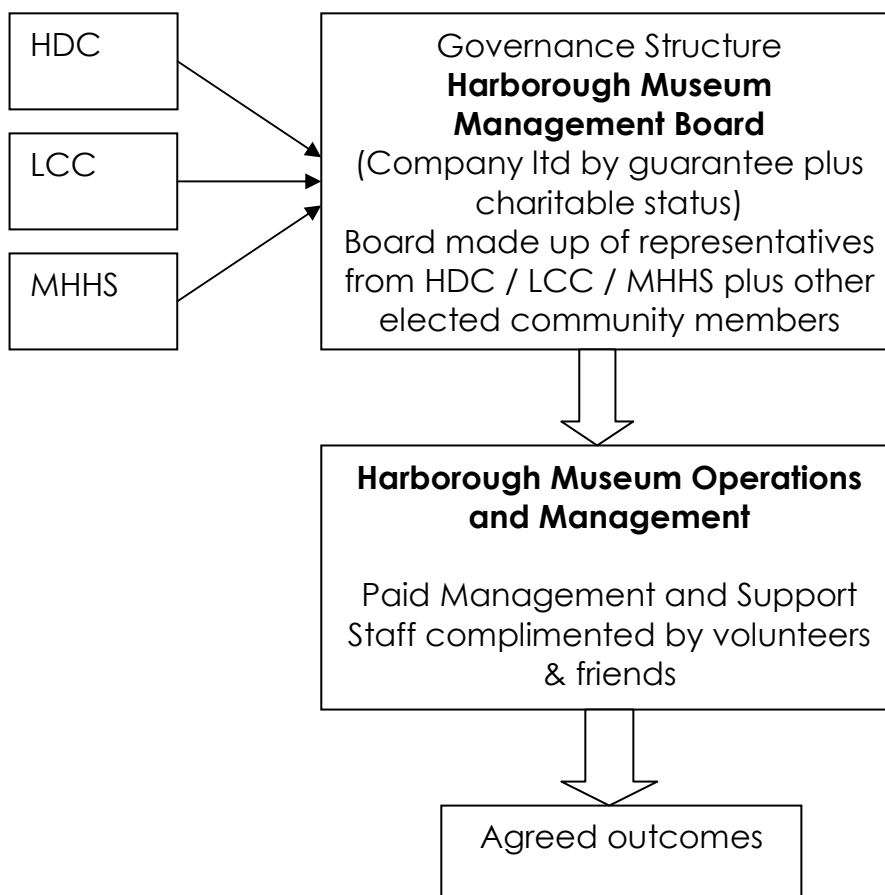 HDC
LCC
MHHS
Governance Structure
Harborough Museum
Management Board
(Company ltd by guarantee plus
charitable status)
Board made up of representatives
from HDC / LCC / MHHS plus other
elected community members
Harborough Museum Operations
and Management
Paid Management and Support
Staff complimented by volunteers
& friends
Agreed outcomes